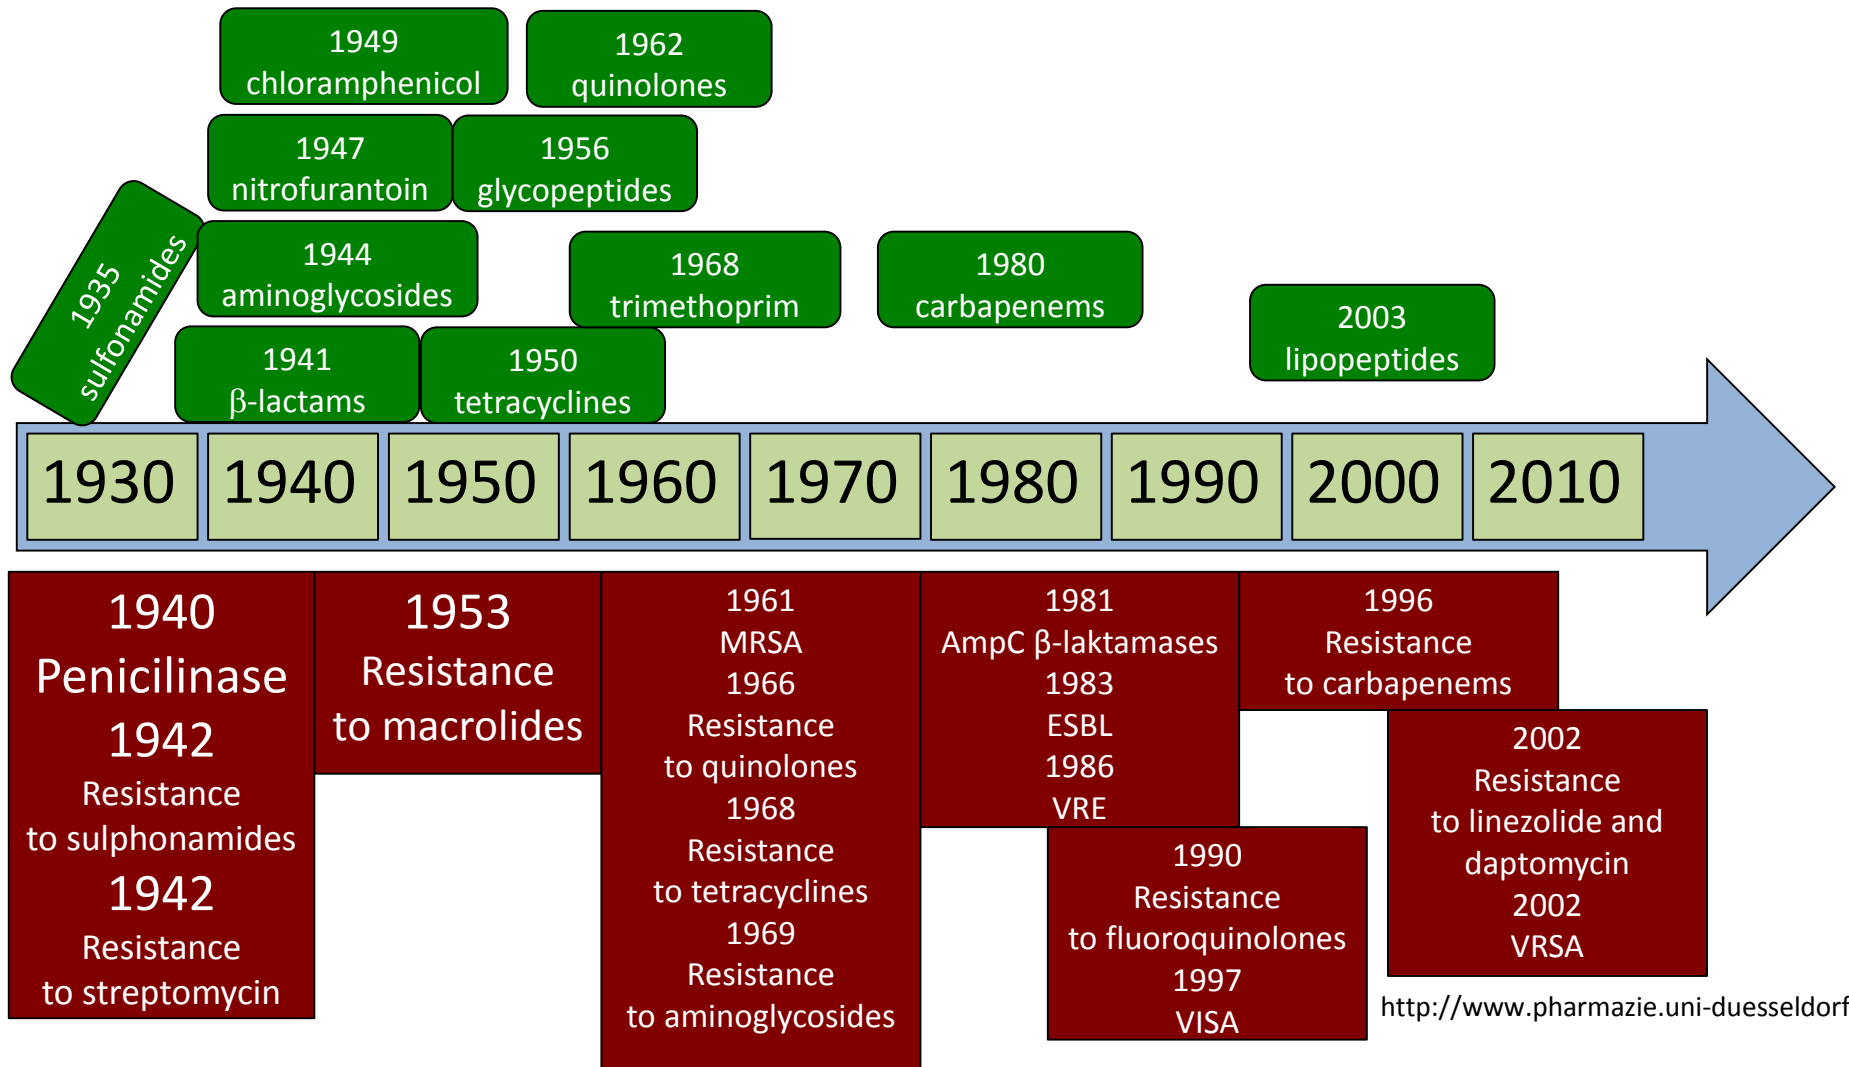 1949
chloramphenicol
1962
quinolones
1947
nitrofurantoin
1956
glycopeptides
1935
sulfonamides
1944
aminoglycosides
1968
trimethoprim
1980
carbapenems
2003
lipopeptides
1941
β-lactams
1950
tetracyclines
1930
1940
1950
1960
1970
1980
1990
2000
2010
1940
Penicilinase
1942
Resistance
to sulphonamides
1942
Resistance
to streptomycin
1953
Resistance
to macrolides
1961
MRSA
1966
Resistance
to quinolones
1968
Resistance
to tetracyclines
1969
Resistance
to aminoglycosides
1981
AmpC β-laktamases
1983
ESBL
1986
VRE
1990
Resistance
to fluoroquinolones
1997
VISA
1996
Resistance
to carbapenems
2002
Resistance
to linezolide and
daptomycin
2002
VRSA
http://www.pharmazie.uni-duesseldorf